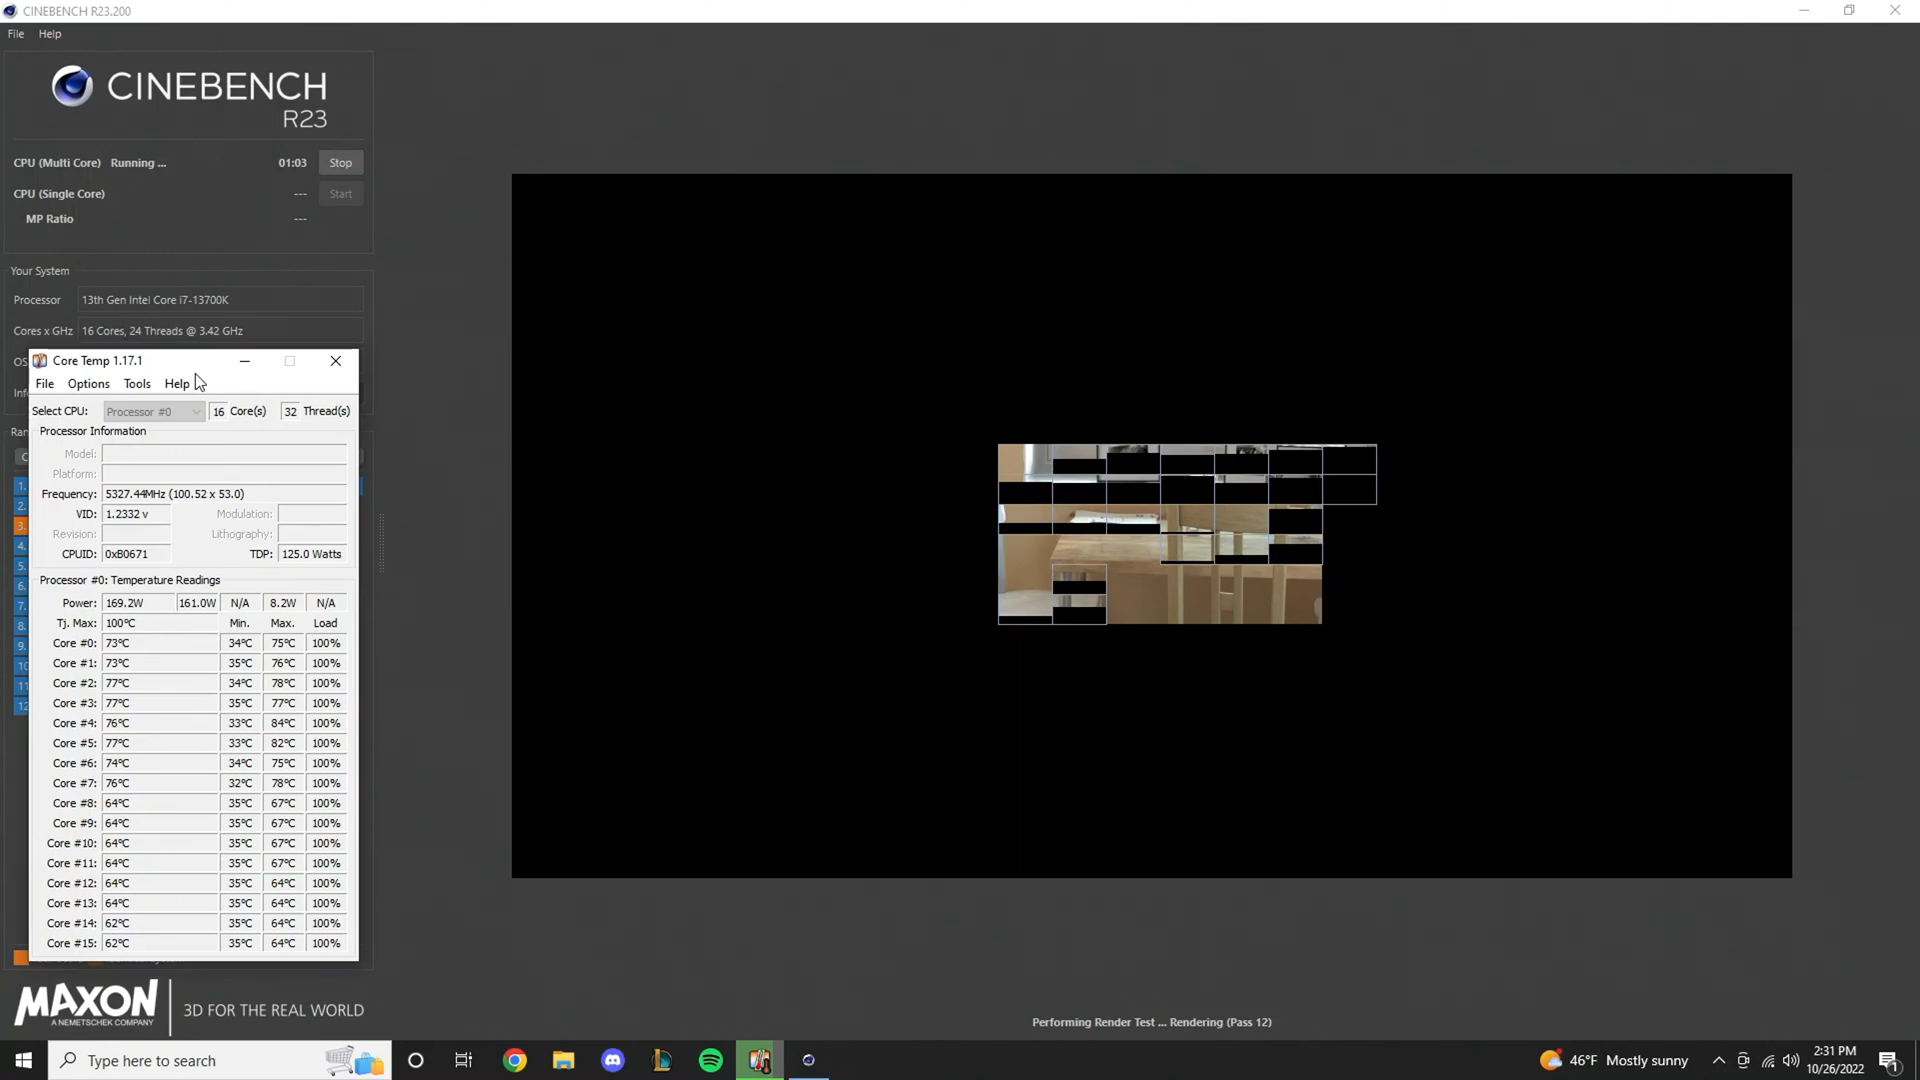 CINEBENCH R23.200
File Help
CINEBENCH
R23
CPU (Multi Core) Running ... 01:03 Stop
CPU (Single Core) --- Start
MP Ratio ---
Your System
Processor 13th Gen Intel Core i7-13700K
Cores x GHz 16 Cores, 24 Threads @ 3.42 GHz
OS
Core Temp 1.17.1
File Options Tools Help
Select CPU: Processor #0 16 Core(s) 32 Thread(s)
Processor Information
Model:
Platform:
Frequency: 5327.44MHz (100.52 x 53.0)
VID: 1.2332 v Modulation:
Revision: Lithography:
CPUID: 0xB0671 TDP: 125.0 Watts
Processor #0: Temperature Readings
Power: 169.2W 161.0W N/A 8.2W N/A
Tj. Max: 100°C Min. Max. Load
Core #0: 73°C 34°C 75°C 100%
Core #1: 73°C 35°C 76°C 100%
Core #2: 77°C 34°C 78°C 100%
Core #3: 77°C 35°C 77°C 100%
Core #4: 76°C 33°C 84°C 100%
Core #5: 77°C 33°C 82°C 100%
Core #6: 74°C 34°C 75°C 100%
Core #7: 76°C 32°C 78°C 100%
Core #8: 64°C 35°C 67°C 100%
Core #9: 64°C 35°C 67°C 100%
Core #10: 64°C 35°C 67°C 100%
Core #11: 64°C 35°C 67°C 100%
Core #12: 64°C 35°C 64°C 100%
Core #13: 64°C 35°C 64°C 100%
Core #14: 62°C 35°C 64°C 100%
Core #15: 62°C 35°C 64°C 100%
MAXON
A NEMETSCHEK COMPANY
3D FOR THE REAL WORLD
Performing Render Test ... Rendering (Pass 12)
Type here to search
46°F Mostly sunny
2:31 PM
10/26/2022
1